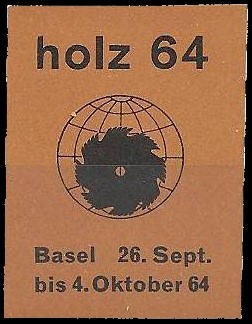 holz 64
Basel 26. Sept.
bis 4. Oktober 64